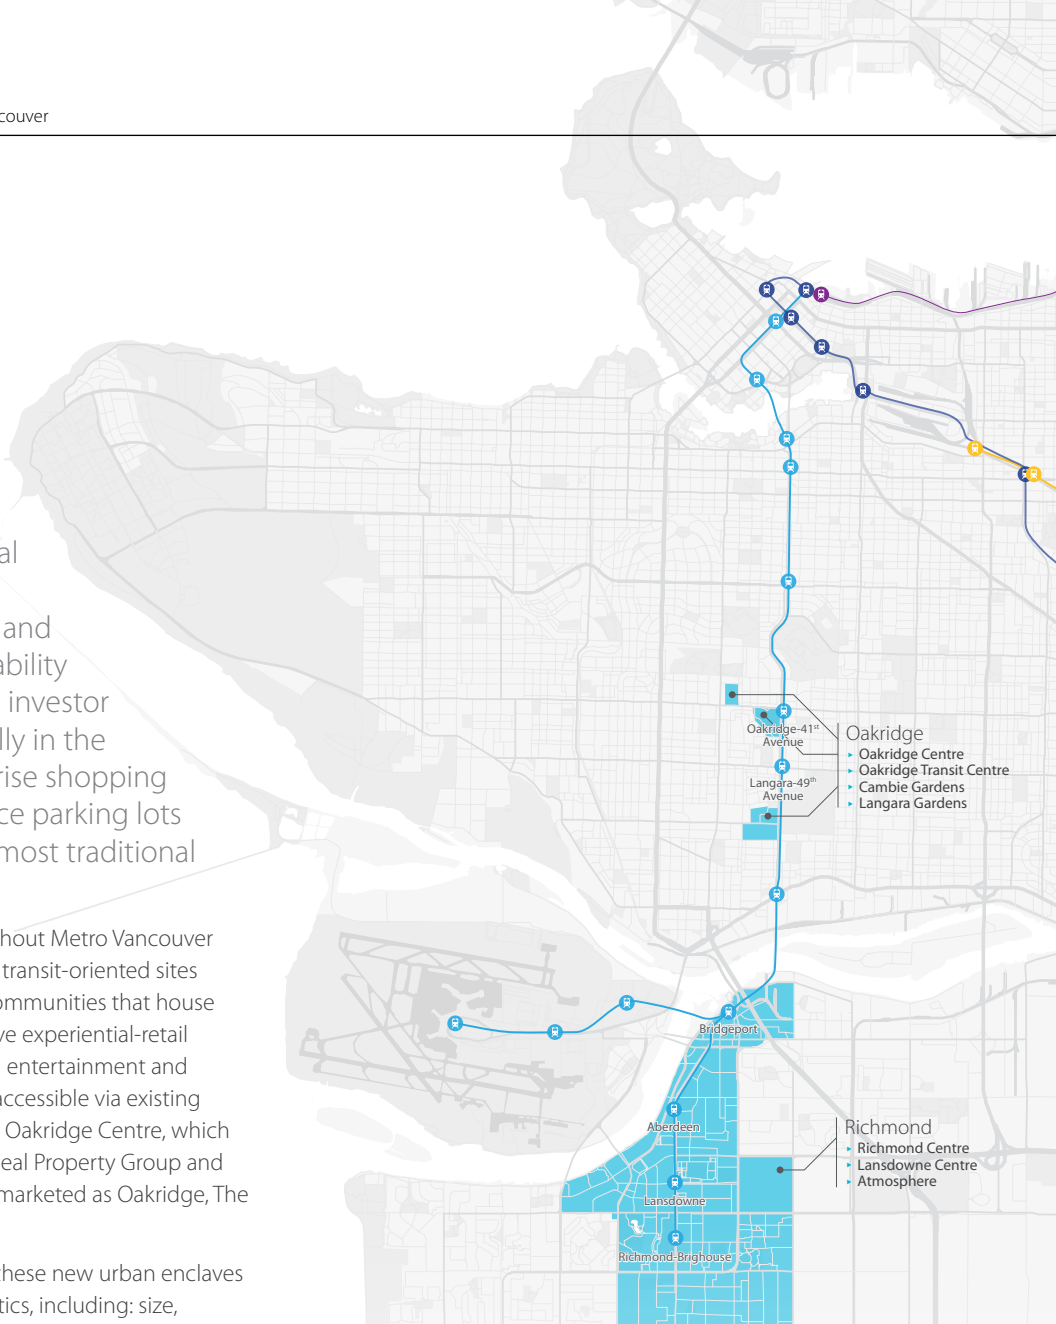 couver
al
and
ability
investor
lly in the
rise shopping
ce parking lots
most traditional
hout Metro Vancouver
transit-oriented sites
ommunities that house
ve experiential-retail
entertainment and
accessible via existing
Oakridge Centre, which
eal Property Group and
marketed as Oakridge, The
these new urban enclaves
tics, including: size,
Oakridge-41st
Avenue
Langara-49th
Avenue
Oakridge
Oakridge Centre
Oakridge Transit Centre
Cambie Gardens
Langara Gardens
Bridgeport
Aberdeen
Lansdowne
Richmond-Brighouse
Richmond
Richmond Centre
Lansdowne Centre
Atmosphere